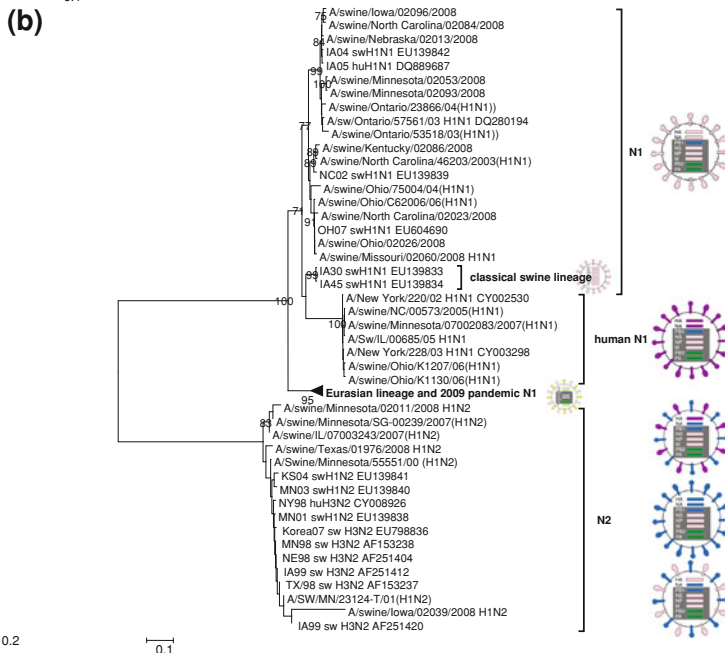 (b)
A/swine/Iowa/02096/2008
75
A/swine/North Carolina/02084/2008
A/swine/Nebraska/02013/2008
84
IA04 swH1N1 EU139842
IA05 huH1N1 DQ889687
99
A/swine/Minnesota/02053/2008
100
A/swine/Minnesota/02093/2008
A/swine/Ontario/23866/04(H1N1))
A/sw/Ontario/57561/03 H1N1 DQ280194
77
A/swine/Ontario/53518/03(H1N1))
A/swine/Kentucky/02086/2008
A/swine/North Carolina/46203/2003(H1N1)
89
NC02 swH1N1 EU139839
A/swine/Ohio/75004/04(H1N1)
A/swine/Ohio/C62006/06(H1N1)
71
A/swine/North Carolina/02023/2008
91
OH07 swH1N1 EU604690
A/swine/Ohio/02026/2008
A/swine/Missouri/02060/2008 H1N1
IA30 swH1N1 EU139833
99
IA45 swH1N1 EU139834
classical swine lineage
N1
100
A/New York/220/02 H1N1 CY002530
A/swine/NC/00573/2005(H1N1)
A/swine/Minnesota/07002083/2007(H1N1)
100
A/Sw/IL/00685/05 H1N1
A/New York/228/03 H1N1 CY003298
A/swine/Ohio/K1207/06(H1N1)
A/swine/Ohio/K1130/06(H1N1)
human N1
Eurasian lineage and 2009 pandemic N1
95
A/swine/Minnesota/02011/2008 H1N2
83
A/swine/Minnesota/SG-00239/2007(H1N2)
A/swine/IL/07003243/2007(H1N2)
A/swine/Texas/01976/2008 H1N2
A/Swine/Minnesota/55551/00 (H1N2)
KS04 swH1N2 EU139841
MN03 swH1N2 EU139840
NY98 huH3N2 CY008926
MN01 swH1N2 EU139838
Korea07 sw H3N2 EU798836
MN98 sw H3N2 AF153238
NE98 sw H3N2 AF251404
IA99 sw H3N2 AF251412
TX/98 sw H3N2 AF153237
A/SW/MN/23124-T/01(H1N2)
A/swine/Iowa/02039/2008 H1N2
IA99 sw H3N2 AF251420
N2
0.2
0.1